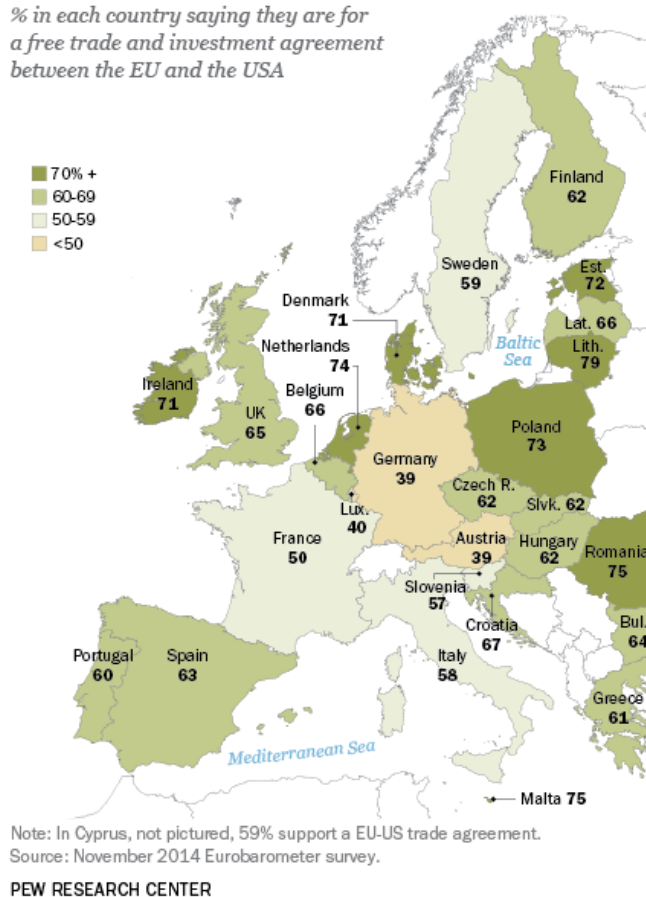 % in each country saying they are for
a free trade and investment agreement
between the EU and the USA
70% +
60-69
50-59
<50
Finland
62
Sweden
59
Est.
72
Denmark
71
Lat. 66
Netherlands
74
Baltic
Sea
Lith.
79
Belgium
66
Ireland
71
UK
65
Poland
73
Germany
39
Czech R.
62
Slvk. 62
Lux.
40
France
50
Austria
39
Hungary
62
Romania
75
Slovenia
57
Croatia
67
Bul.
64
Portugal
60
Spain
63
Italy
58
Greece
61
Mediterranean Sea
Malta 75
Note: In Cyprus, not pictured, 59% support a EU-US trade agreement.
Source: November 2014 Eurobarometer survey.
PEW RESEARCH CENTER